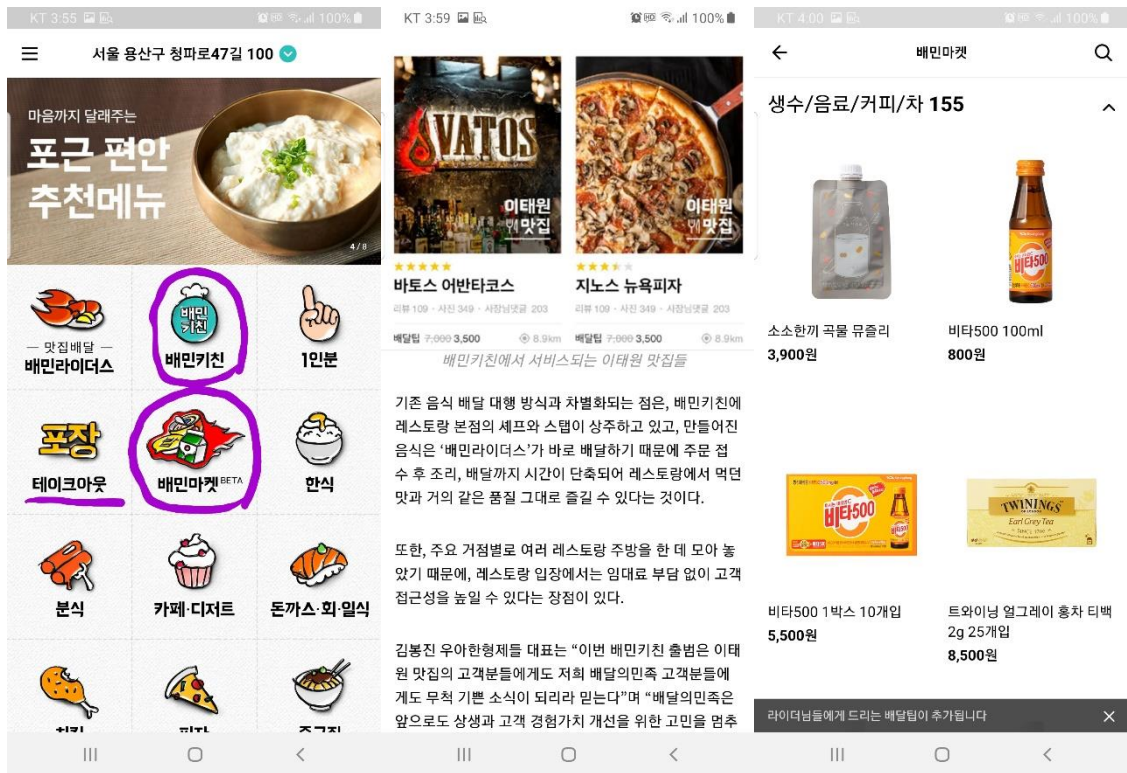 KT 3:55
100%
서울 용산구 청파로47길 100
마음까지 달래주는
포근 편안
추천메뉴
4/8
배민
키친
맛집배달
배민라이더스
배민키친
1인분
포장
테이크아웃
배민마켓 BETA
한식
분식
카페·디저트
돈까스·회·일식
치킨
피자
중국집
KT 3:59
100%
VATOS
이태원
맛집
이태원
맛집
바토스 어반타코스
지노스 뉴욕피자
리뷰 109 · 사진 349 · 사장님댓글 203
리뷰 109 · 사진 349 · 사장님댓글 203
배달팁 7,000 3,500
8.9km
배달팁 7,000 3,500
8.9km
배민키친에서 서비스되는 이태원 맛집들
기존 음식 배달 대행 방식과 차별화되는 점은, 배민키친에
레스토랑 본점의 셰프와 스탭이 상주하고 있고, 만들어진
음식은 ‘배민라이더스’가 바로 배달하기 때문에 주문 접
수 후 조리, 배달까지 시간이 단축되어 레스토랑에서 먹던
맛과 거의 같은 품질 그대로 즐길 수 있다는 것이다.
또한, 주요 거점별로 여러 레스토랑 주방을 한 데 모아 놓
았기 때문에, 레스토랑 입장에서는 임대료 부담 없이 고객
접근성을 높일 수 있다는 장점이 있다.
김봉진 우아한형제들 대표는 “이번 배민키친 출범은 이태
원 맛집의 고객분들에게도 저희 배달의민족 고객분들에
게도 무척 기쁜 소식이 되리라 믿는다”며 “배달의민족은
앞으로도 상생과 고객 경험가치 개선을 위한 고민을 멈추
KT 4:00
100%
배민마켓
생수/음료/커피/차 155
비타500
소소한끼 곡물 뮤즐리
3,900원
비타500 100ml
800원
비타500
TWININGS
Earl Grey Tea
비타500 1박스 10개입
5,500원
트와이닝 얼그레이 홍차 티백
2g 25개입
8,500원
라이더님들에게 드리는 배달팁이 추가됩니다